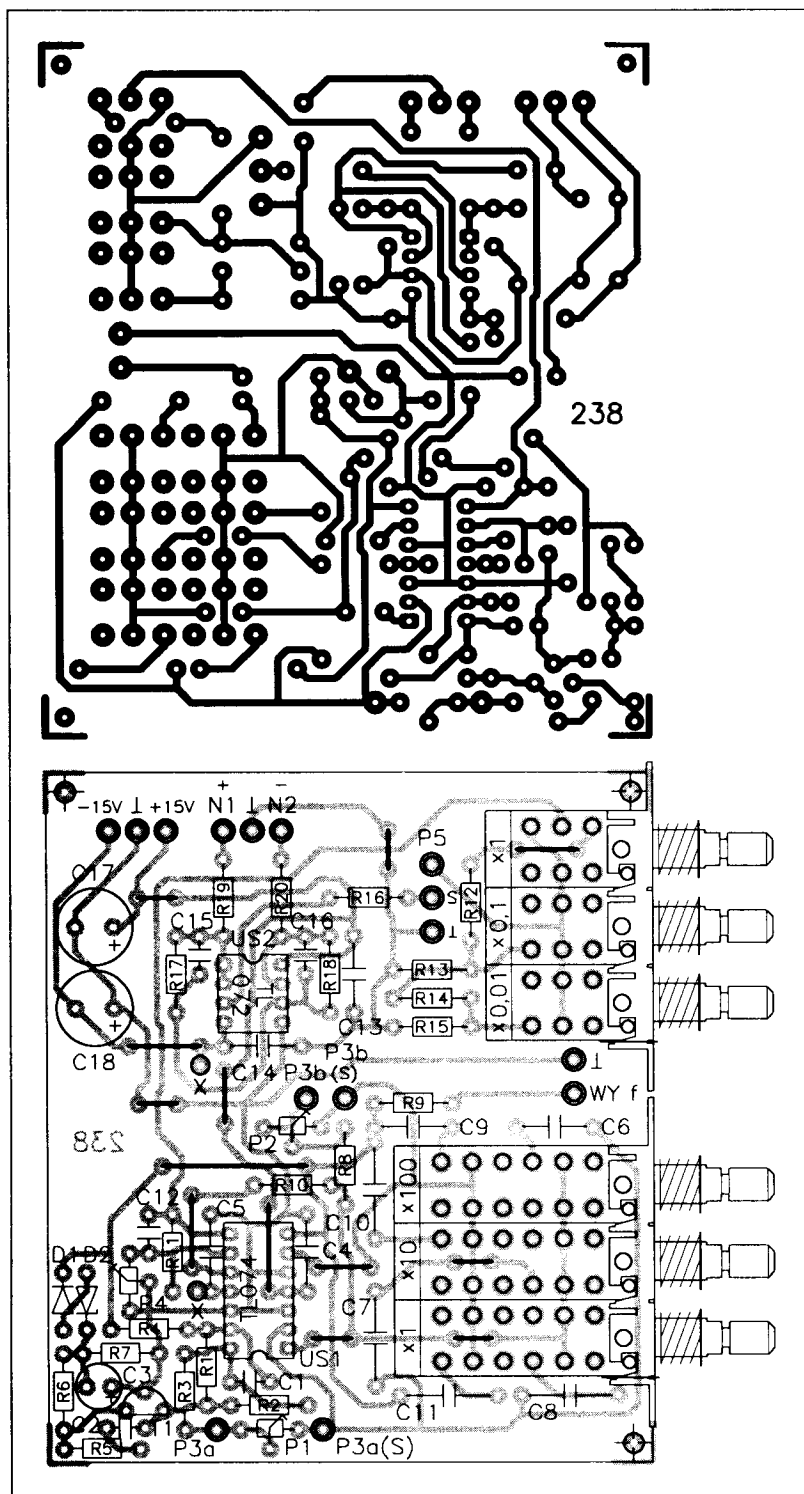 238
+ -
-15V ⊥ +15V N1 ⊥ N2
P5
C17
x1
R19 R20 R16 S R12
C15 C16 x0,1
US2 ⊥
R17 R18 R13
TL072 R14
x0,01
R15
C13
C18 P3b ⊥
C14 P3b(S)
X WY f
R9
P2 C9 C6
238
R8
R10 x100
C12 C5 C10
D1 D2 R11 C4 x10
TL074
R4 X C7
x1
R7 R1 US1
R6 C3 R3 C1
R2 C11 C8
T1
R5 P3a P1 P3a(S)